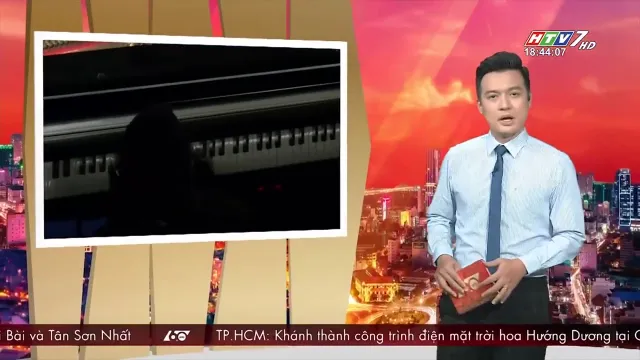 HTV7 HD
18:44:07
i Bài và Tân Sơn Nhất
60
TP.HCM: Khánh thành công trình điện mặt trời hoa Hướng Dương tại C